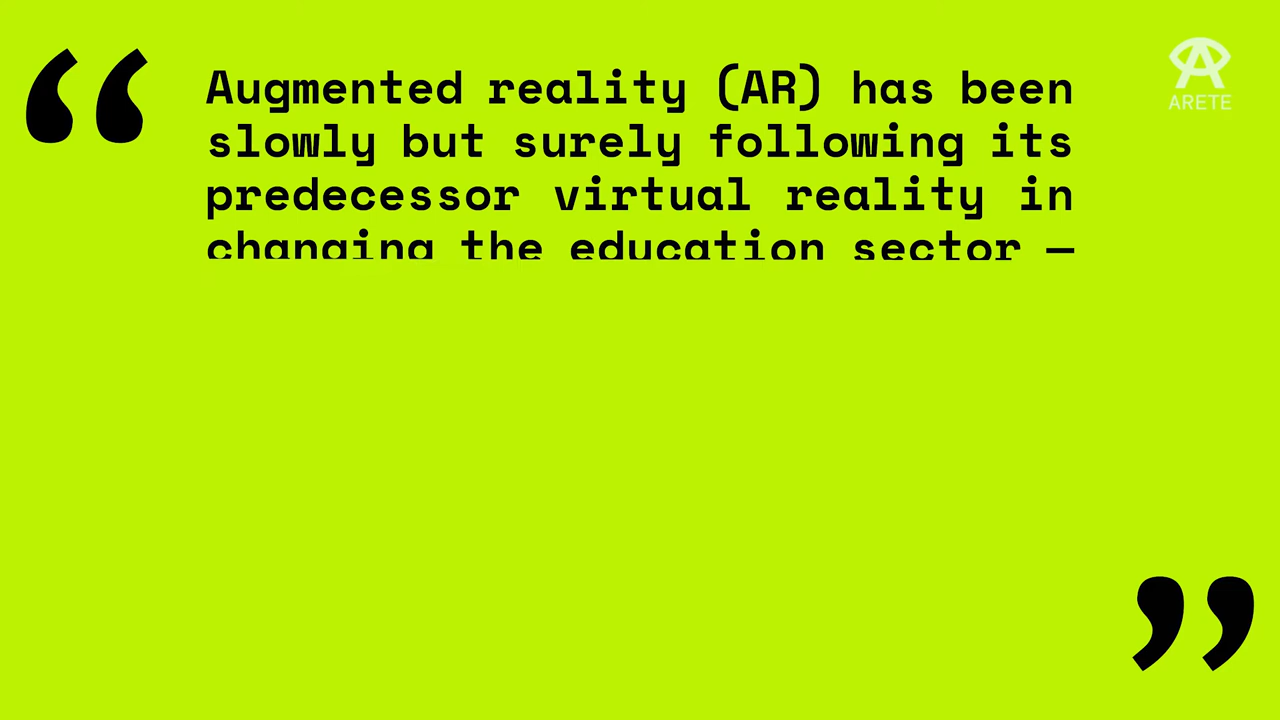 “
Augmented reality (AR) has been
slowly but surely following its
predecessor virtual reality in
changing the education sector —
”
ARETE